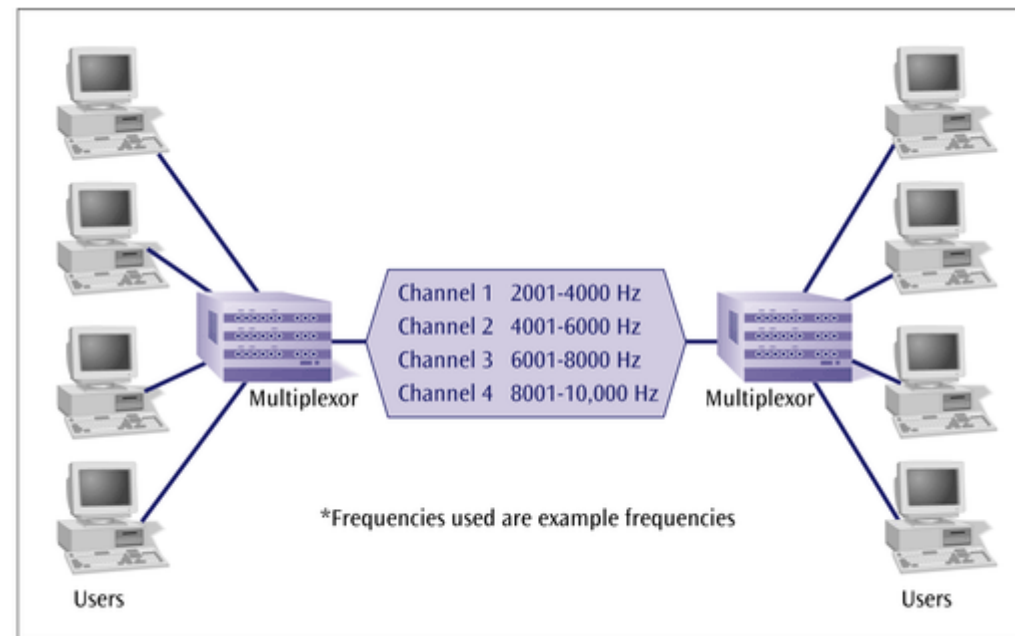 Channel 1 2001-4000 Hz
Channel 2 4001-6000 Hz
Channel 3 6001-8000 Hz
Channel 4 8001-10,000 Hz
Multiplexor
Multiplexor
*Frequencies used are example frequencies
Users
Users